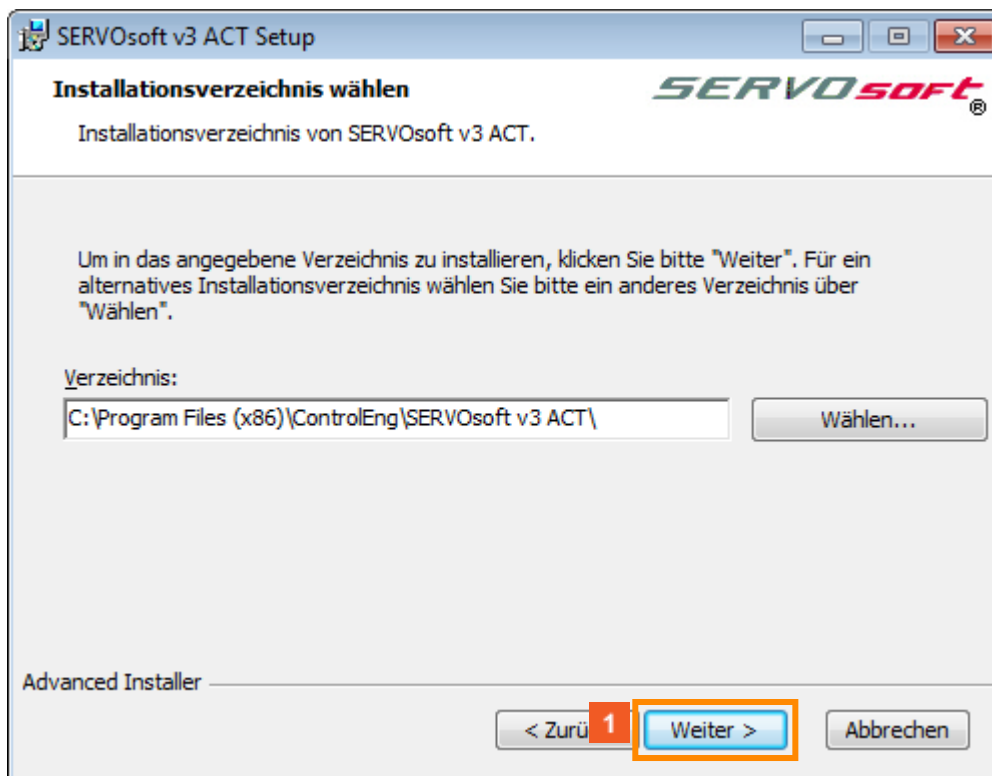 SERVOsoft v3 ACT Setup
Installationsverzeichnis wählen
SERVOsoft®
Installationsverzeichnis von SERVOsoft v3 ACT.
Um in das angegebene Verzeichnis zu installieren, klicken Sie bitte "Weiter". Für ein
alternatives Installationsverzeichnis wählen Sie bitte ein anderes Verzeichnis über
"Wählen".
Verzeichnis:
C:\Program Files (x86)\ControlEng\SERVOsoft v3 ACT\
Wählen...
Advanced Installer
< Zurü
1
Weiter >
Abbrechen